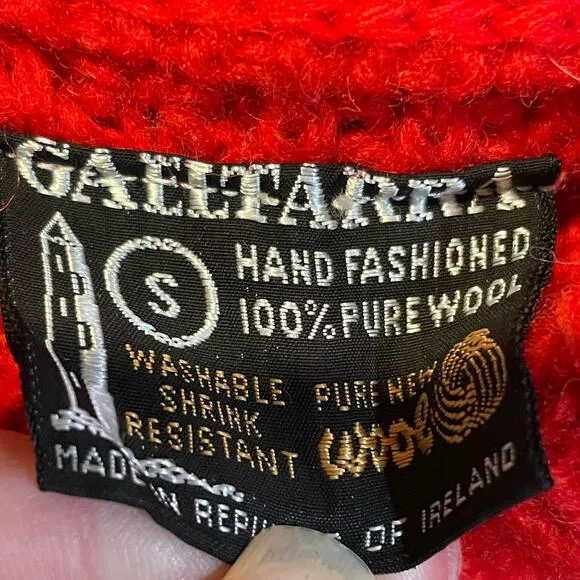 GAELTARRA
S
HAND FASHIONED
100% PURE WOOL
WASHABLE
SHRINK
RESISTANT
PURE NEW
WOOL
MADE IN REPUBLIC OF IRELAND